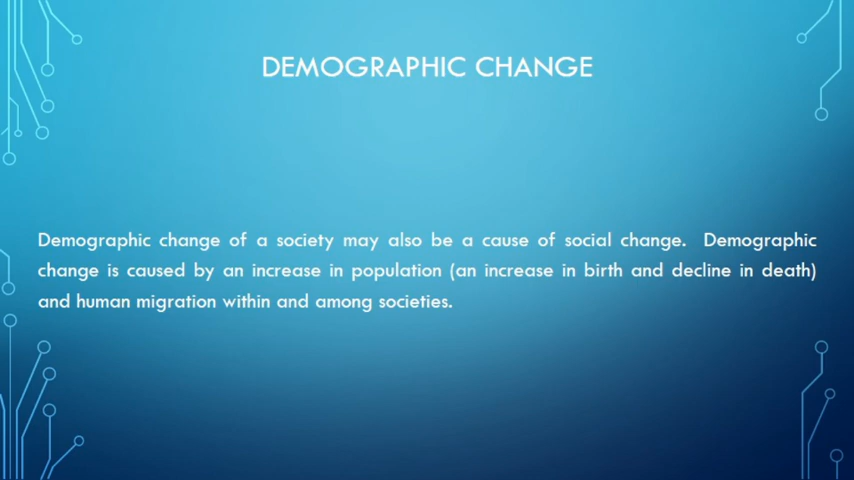 DEMOGRAPHIC CHANGE
Demographic change of a society may also be a cause of social change. Demographic
change is caused by an increase in population (an increase in birth and decline in death)
and human migration within and among societies.